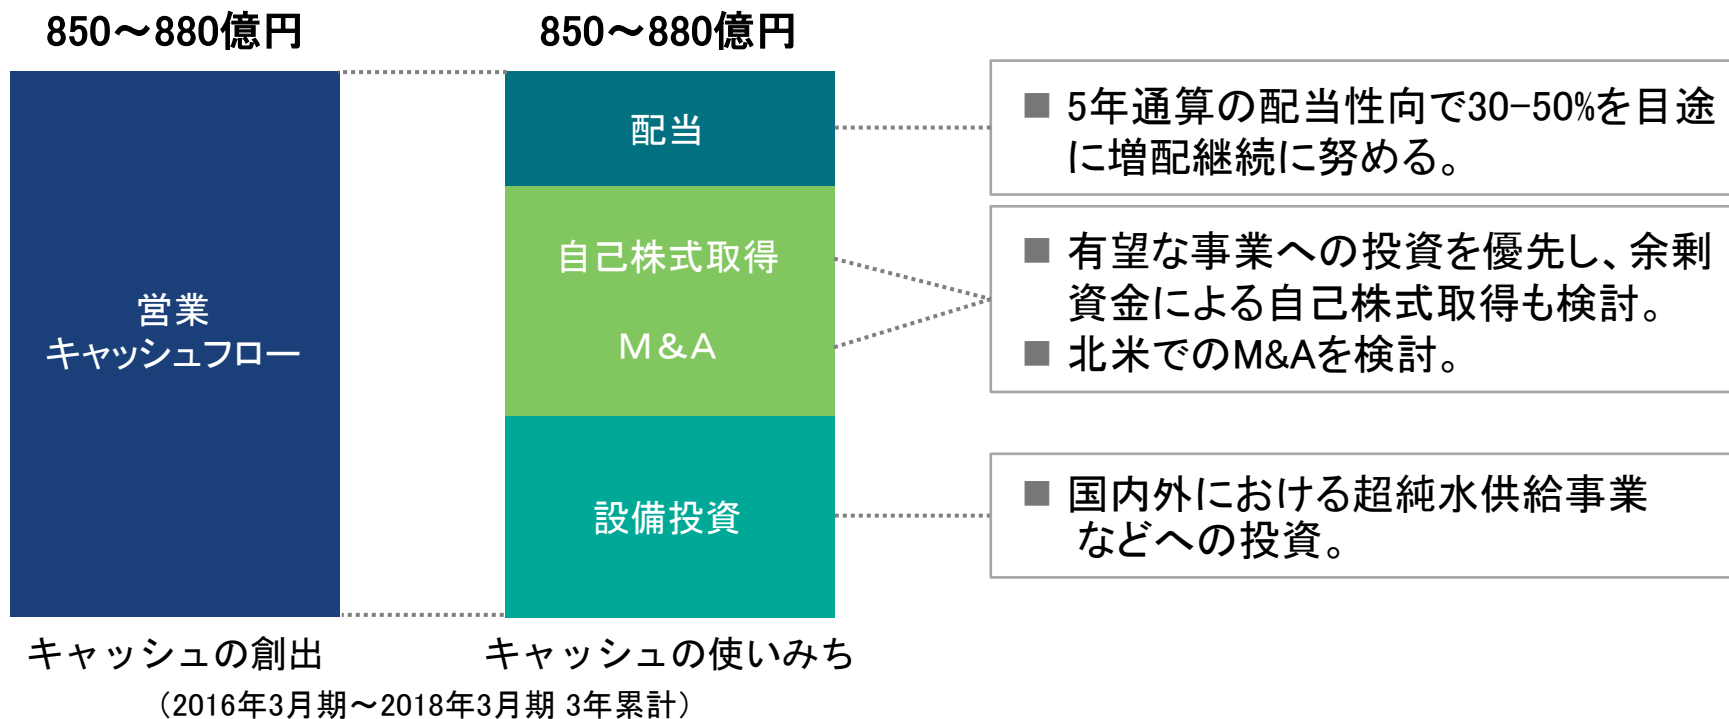 850～880億円
850～880億円
営業
キャッシュフロー
配当
自己株式取得
M&A
設備投資
■ 5年通算の配当性向で30-50%を目途
に増配継続に努める。
■ 有望な事業への投資を優先し、余剰
資金による自己株式取得も検討。
■ 北米でのM&Aを検討。
■ 国内外における超純水供給事業
などへの投資。
キャッシュの創出
キャッシュの使いみち
（2016年3月期～2018年3月期 3年累計）